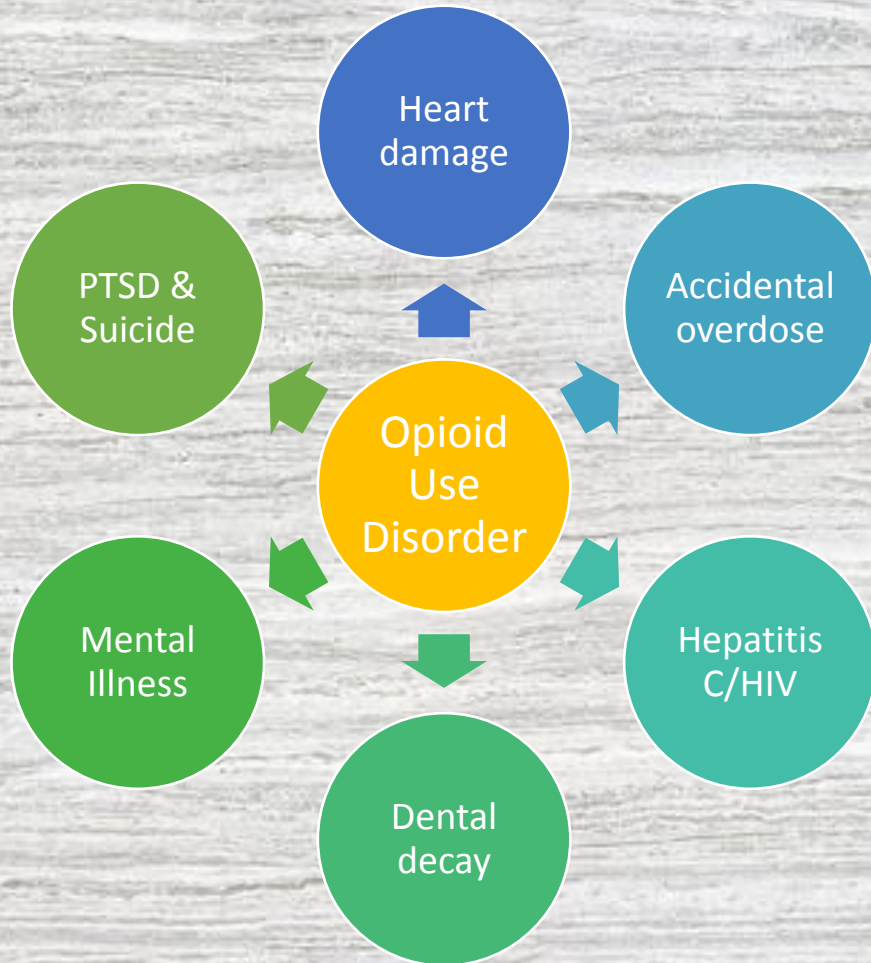 Heart
damage
PTSD &
Suicide
Accidental
overdose
Opioid
Use
Disorder
Mental
Illness
Hepatitis
C/HIV
Dental
decay